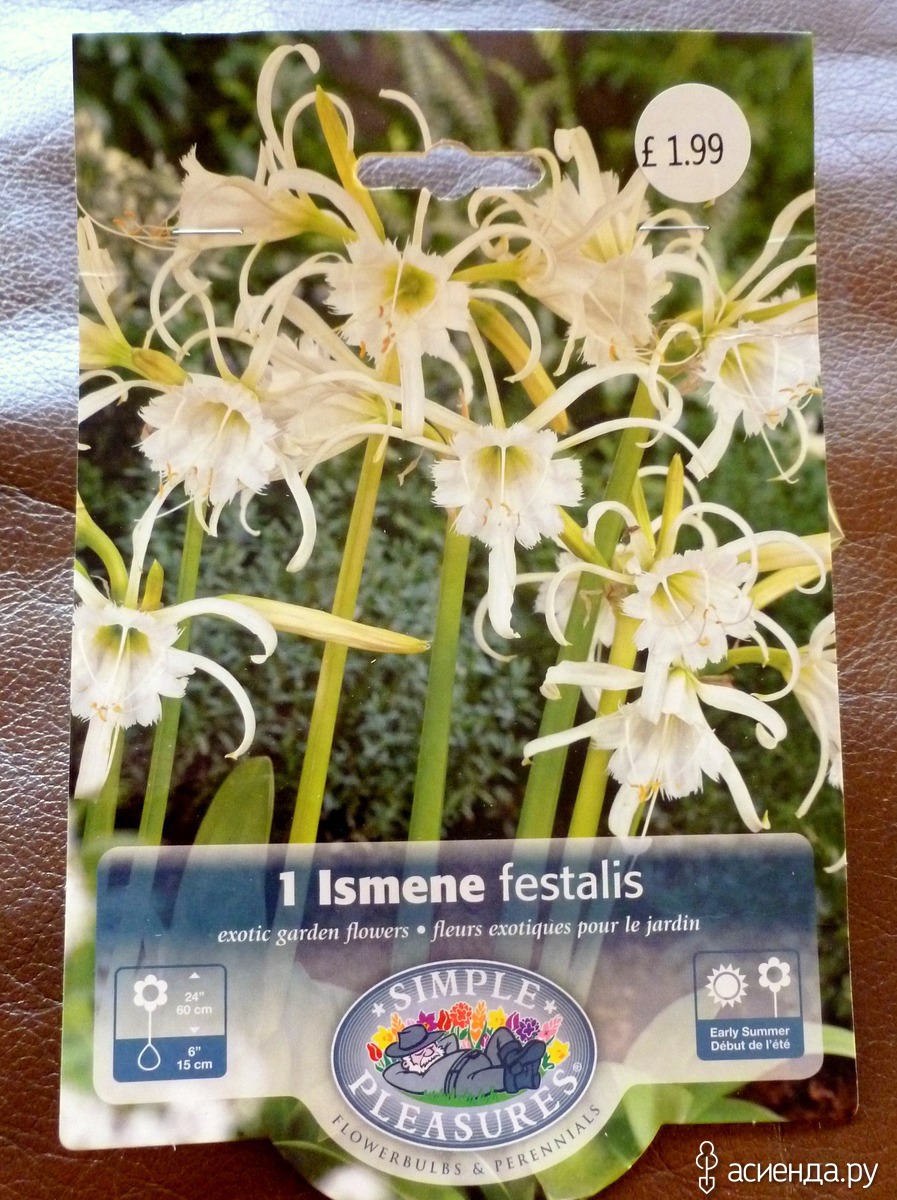 £ 1.99
1 Ismene festalis
exotic garden flowers • fleurs exotiques pour le jardin
24"
60 cm
6"
15 cm
SIMPLE
PLEASURES®
FLOWERBULBS & PERENNIALS
Early Summer
Début de l'été
асиенда.ру